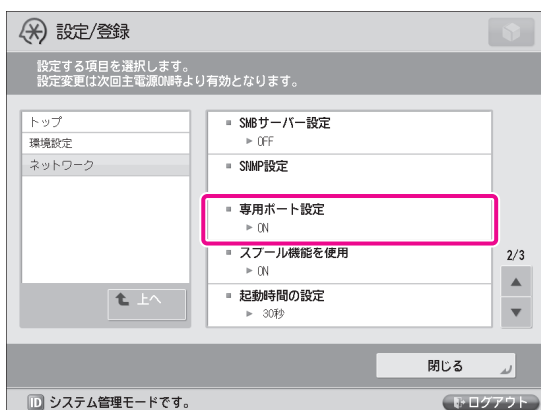 設定/登録
設定する項目を選択します。
設定変更は次回主電源ON時より有効となります。
トップ
環境設定
ネットワーク
上へ
SMBサーバー設定
► OFF
SNMP設定
専用ポート設定
► ON
スプール機能を使用
► ON
起動時間の設定
► 30秒
2/3
閉じる
ID システム管理モードです。
ログアウト